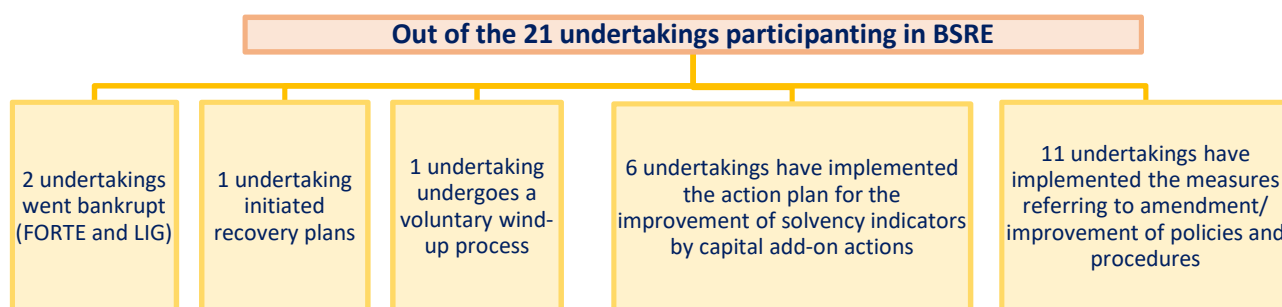 Out of the 21 undertakings participanting in BSRE
2 undertakings
went bankrupt
(FORTE and LIG)
1 undertaking
initiated
recovery plans
1 undertaking
undergoes a
voluntary wind-
up process
6 undertakings have implemented
the action plan for the
improvement of solvency indicators
by capital add-on actions
11 undertakings have
implemented the measures
referring to amendment/
improvement of policies and
procedures